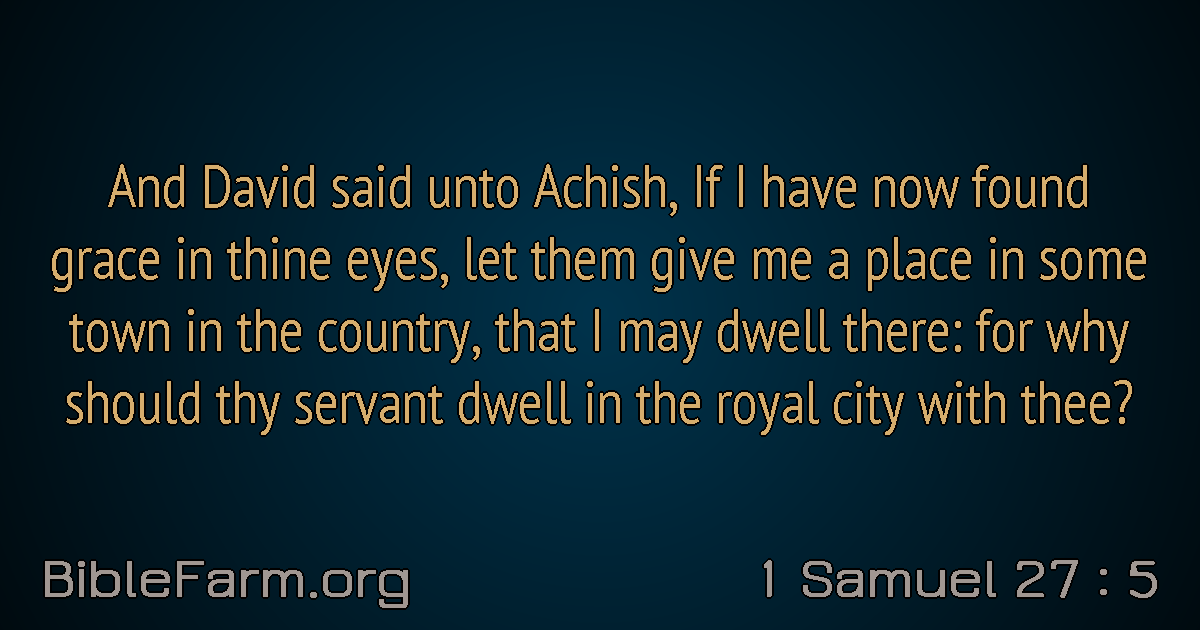 And David said unto Achish, If I have now found
grace in thine eyes, let them give me a place in some
town in the country, that I may dwell there: for why
should thy servant dwell in the royal city with thee?
BibleFarm.org
1 Samuel 27 : 5